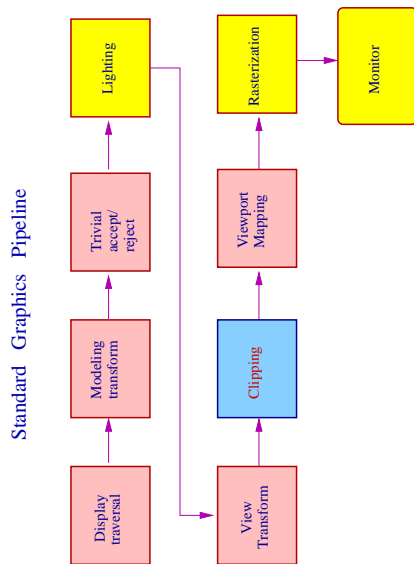 Standard Graphics Pipeline
Display
traversal
Modeling
transform
Trivial
accept/
reject
Lighting
View
Transform
Clipping
Viewport
Mapping
Rasterization
Monitor